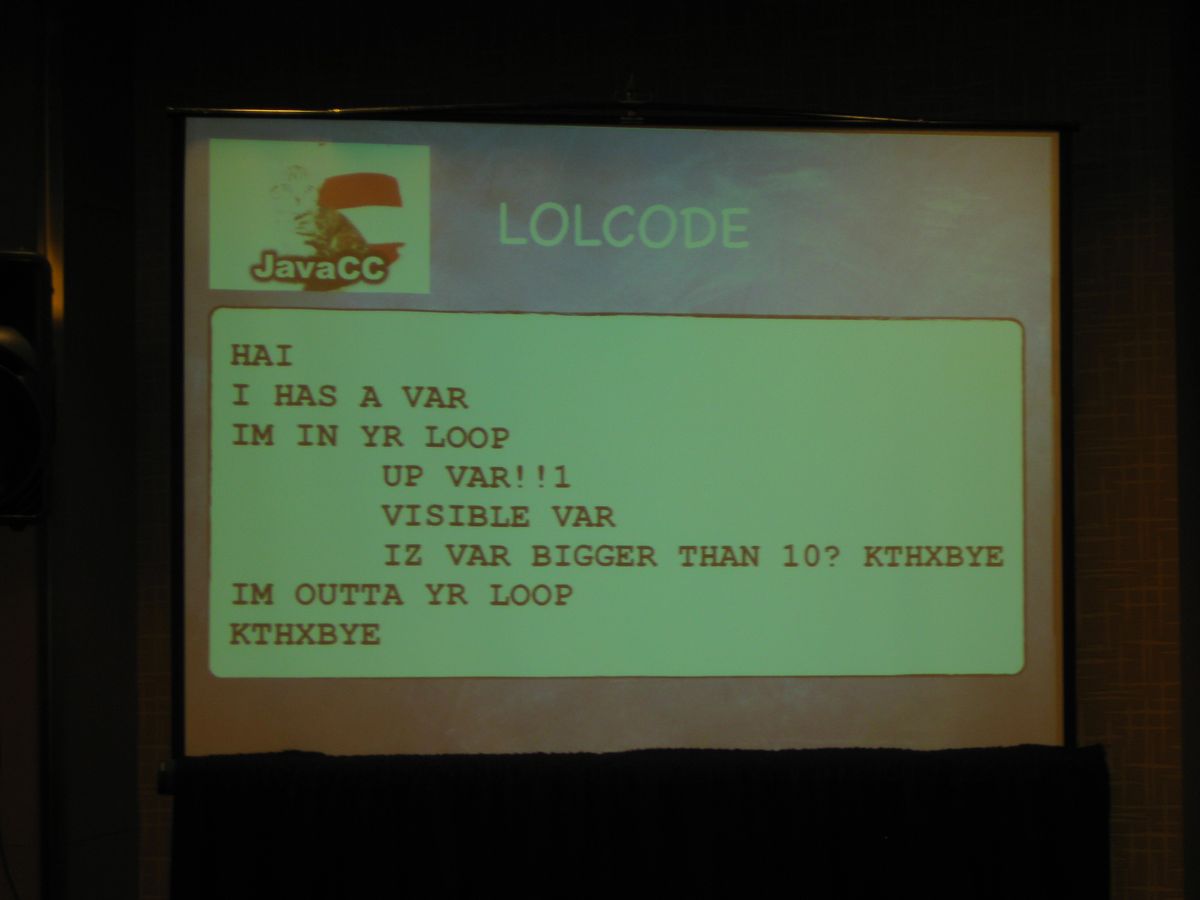 JavaCC
LOLCODE
HAI
I HAS A VAR
IM IN YR LOOP
UP VAR!!1
VISIBLE VAR
IZ VAR BIGGER THAN 10? KTHXBYE
IM OUTTA YR LOOP
KTHXBYE